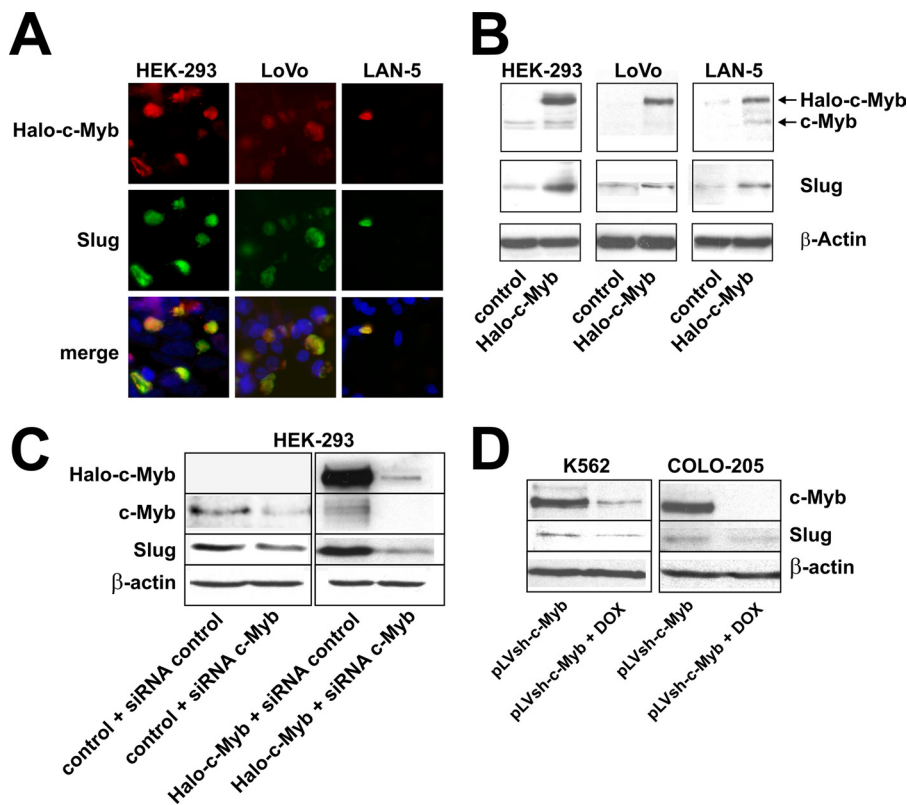 A
HEK-293 LoVo LAN-5
Halo-c-Myb
Slug
merge
B
HEK-293 LoVo LAN-5
Halo-c-Myb
c-Myb
Slug
β-Actin
control Halo-c-Myb control Halo-c-Myb control Halo-c-Myb
C
HEK-293
Halo-c-Myb
c-Myb
Slug
β-actin
control + siRNA control
control + siRNA c-Myb
Halo-c-Myb + siRNA control
Halo-c-Myb + siRNA c-Myb
D
K562 COLO-205
c-Myb
Slug
β-actin
pLVsh-c-Myb
pLVsh-c-Myb + DOX
pLVsh-c-Myb
pLVsh-c-Myb + DOX